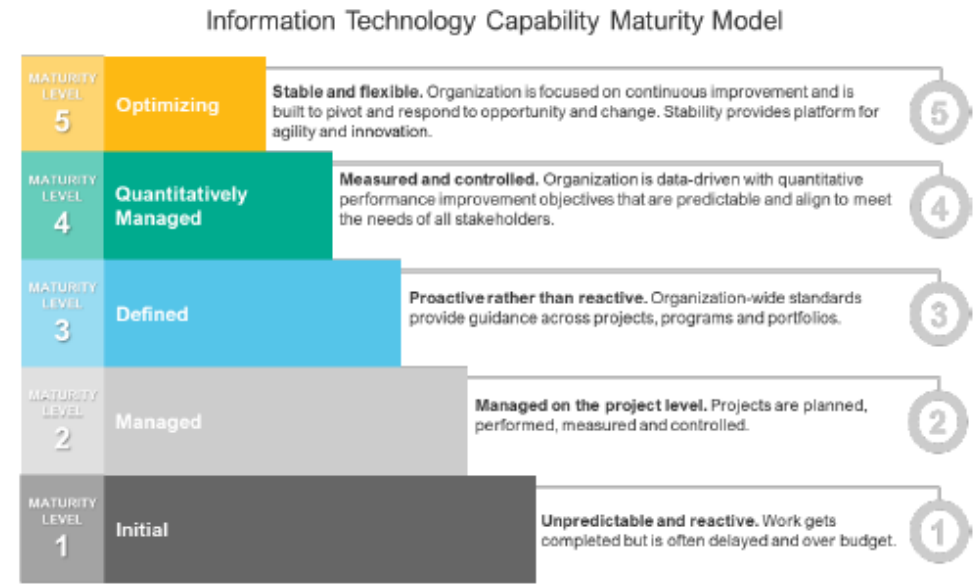 Information Technology Capability Maturity Model
MATURITY
LEVEL
5
Optimizing
Stable and flexible. Organization is focused on continuous improvement and is
built to pivot and respond to opportunity and change. Stability provides platform for
agility and innovation.
5
MATURITY
LEVEL
4
Quantitatively
Managed
Measured and controlled. Organization is data-driven with quantitative
performance improvement objectives that are predictable and align to meet
the needs of all stakeholders.
4
MATURITY
LEVEL
3
Defined
Proactive rather than reactive. Organization-wide standards
provide guidance across projects, programs and portfolios.
3
MATURITY
LEVEL
2
Managed
Managed on the project level. Projects are planned,
performed, measured and controlled.
2
MATURITY
LEVEL
1
Initial
Unpredictable and reactive. Work gets
completed but is often delayed and over budget.
1